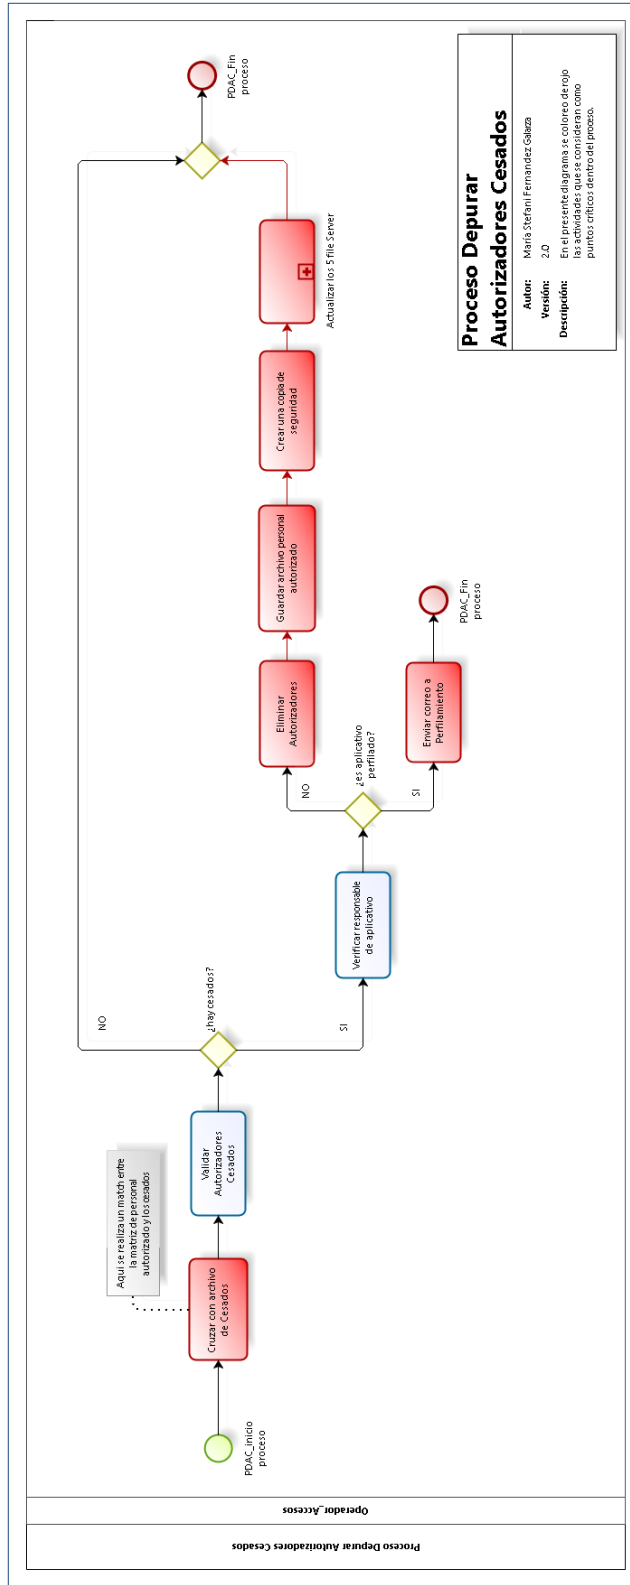 Proceso Depurar Autorizadores Cesados
Operador_Accesos
PDAC_inicio
proceso
Cruzar con archivo
de Cesados
Aquí se realiza un match entre
la matriz de personal
autorizado y los cesados
Validar
Autorizadores
Cesados
¿hay cesados?
NO
SI
Verificar responsable
de aplicativo
¿es aplicativo
perfilado?
NO
SI
Eliminar
Autorizadores
Guardar archivo personal
autorizado
Crear una copia de
seguridad
Actualizar los 5 file Server
PDAC_Fin
proceso
Enviar correo a
Perfilamiento
PDAC_Fin
proceso
Proceso Depurar
Autorizadores Cesados
Autor: María Stefani Fernandez Galarza
Versión: 2.0
Descripción: En el presente diagrama se coloreo de rojo
las actividades que se consideran como
puntos críticos dentro del proceso.